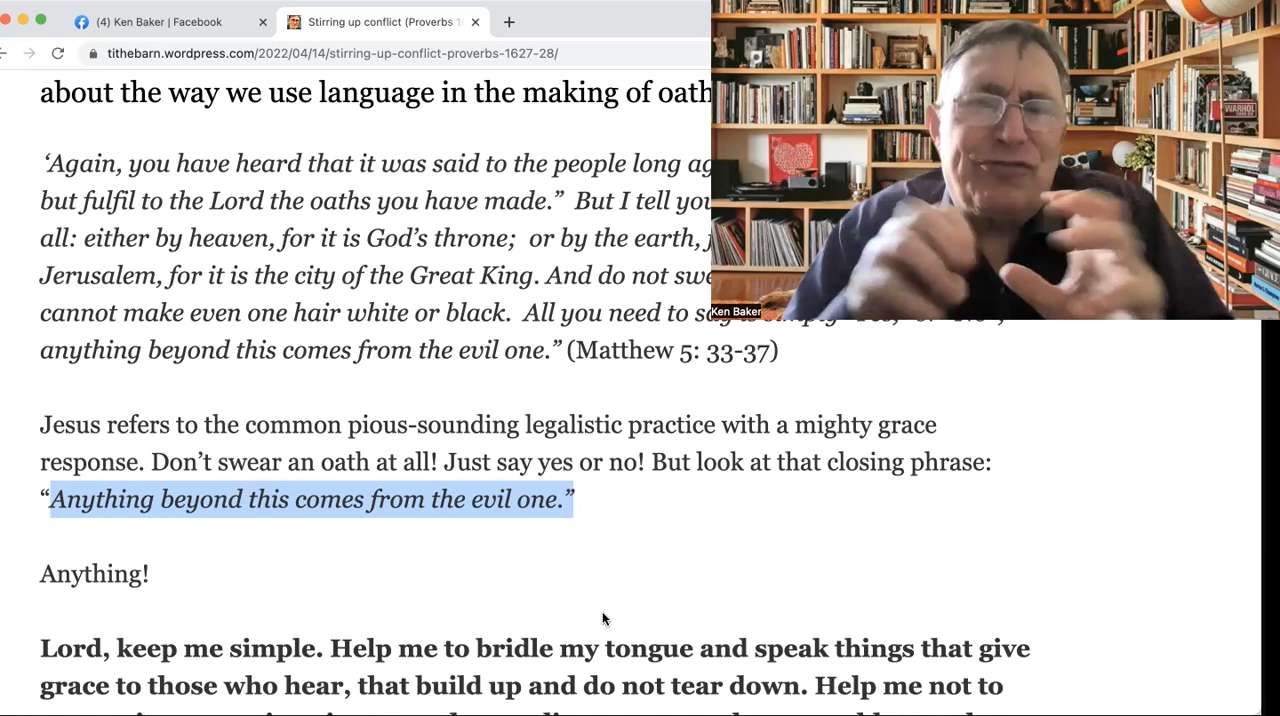 (4) Ken Baker | Facebook
Stirring up conflict (Proverbs 1
tithebarn.wordpress.com/2022/04/14/stirring-up-conflict-proverbs-1627-28/
about the way we use language in the making of oath
‘Again, you have heard that it was said to the people long ag
but fulfil to the Lord the oaths you have made.” But I tell you
all: either by heaven, for it is God’s throne; or by the earth,
Jerusalem, for it is the city of the Great King. And do not swe
cannot make even one hair white or black. All you need to say is simply
anything beyond this comes from the evil one.” (Matthew 5: 33-37)
Jesus refers to the common pious-sounding legalistic practice with a mighty grace
response. Don’t swear an oath at all! Just say yes or no! But look at that closing phrase:
“Anything beyond this comes from the evil one.”
Anything!
Lord, keep me simple. Help me to bridle my tongue and speak things that give
grace to those who hear, that build up and do not tear down. Help me not to
WARHOL
Ken Baker